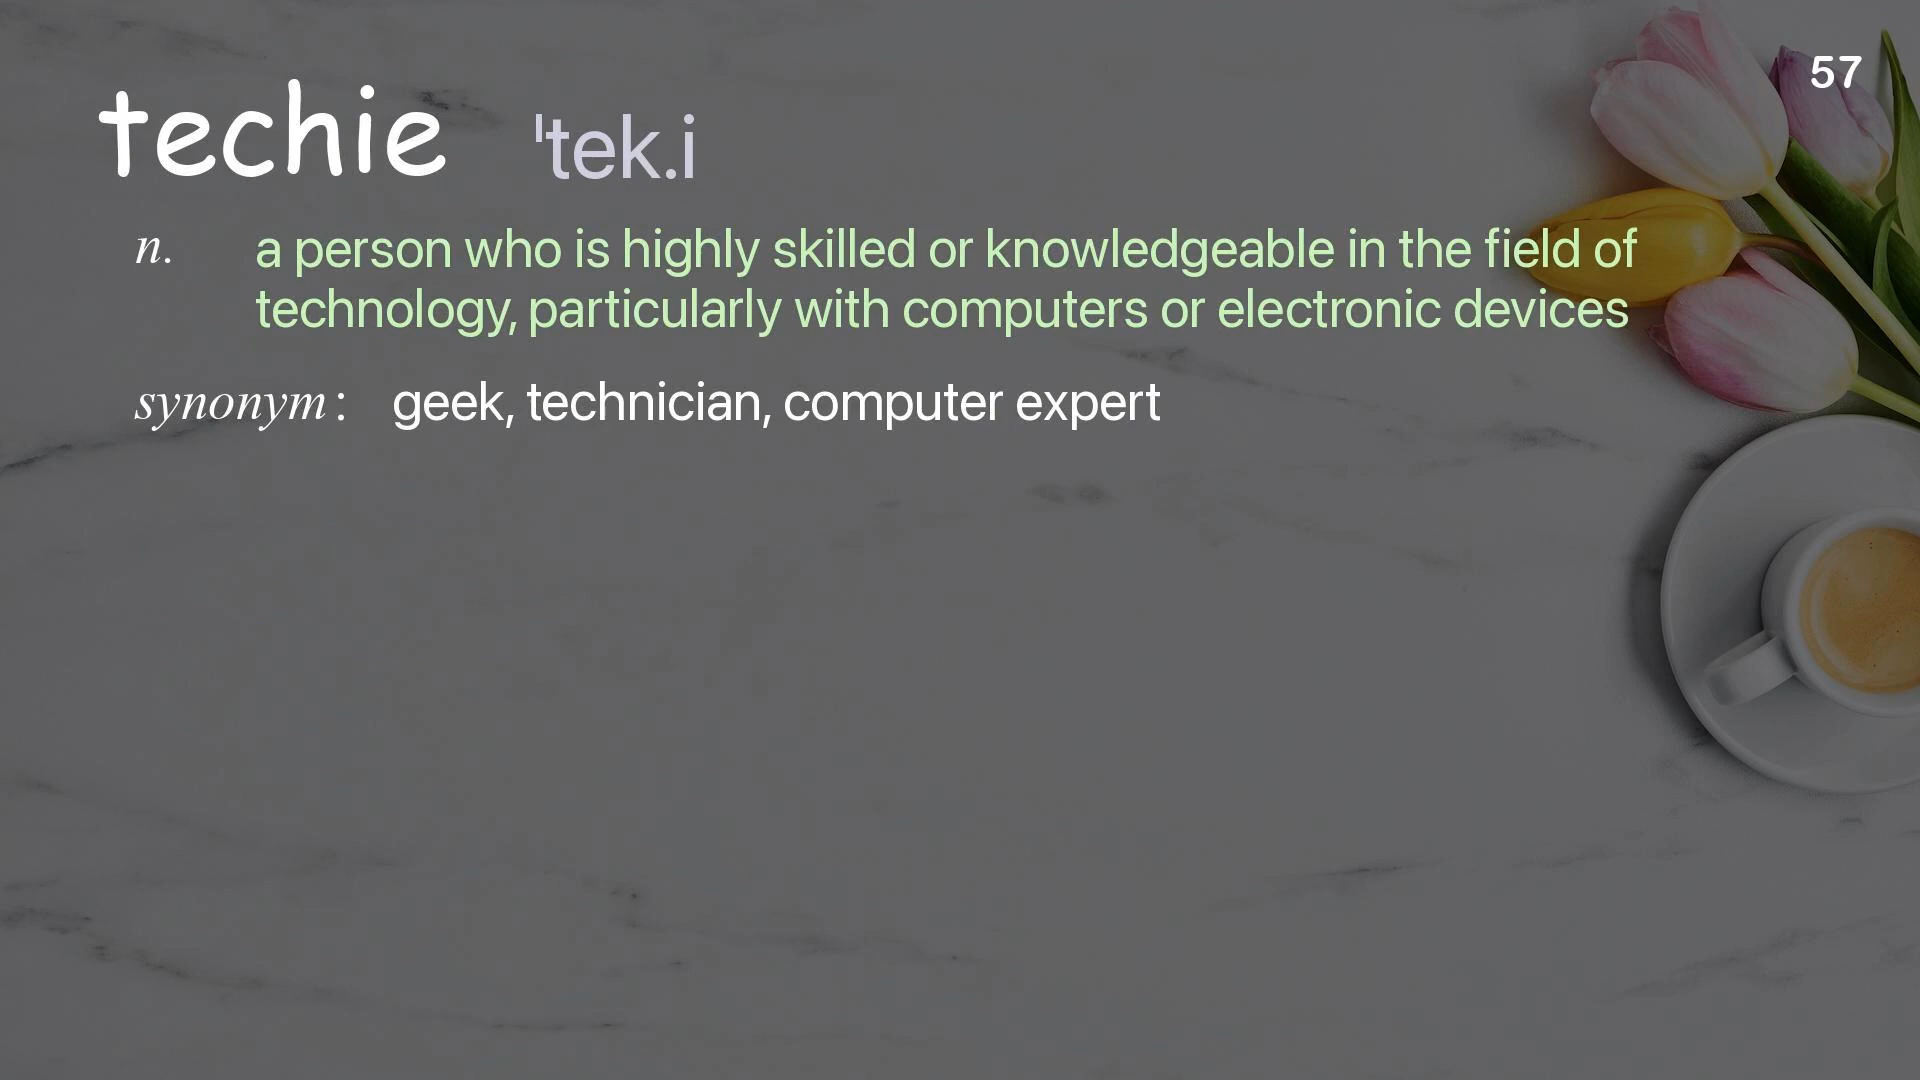 57
techie ˈtek.i
n. a person who is highly skilled or knowledgeable in the field of
technology, particularly with computers or electronic devices
synonym : geek, technician, computer expert